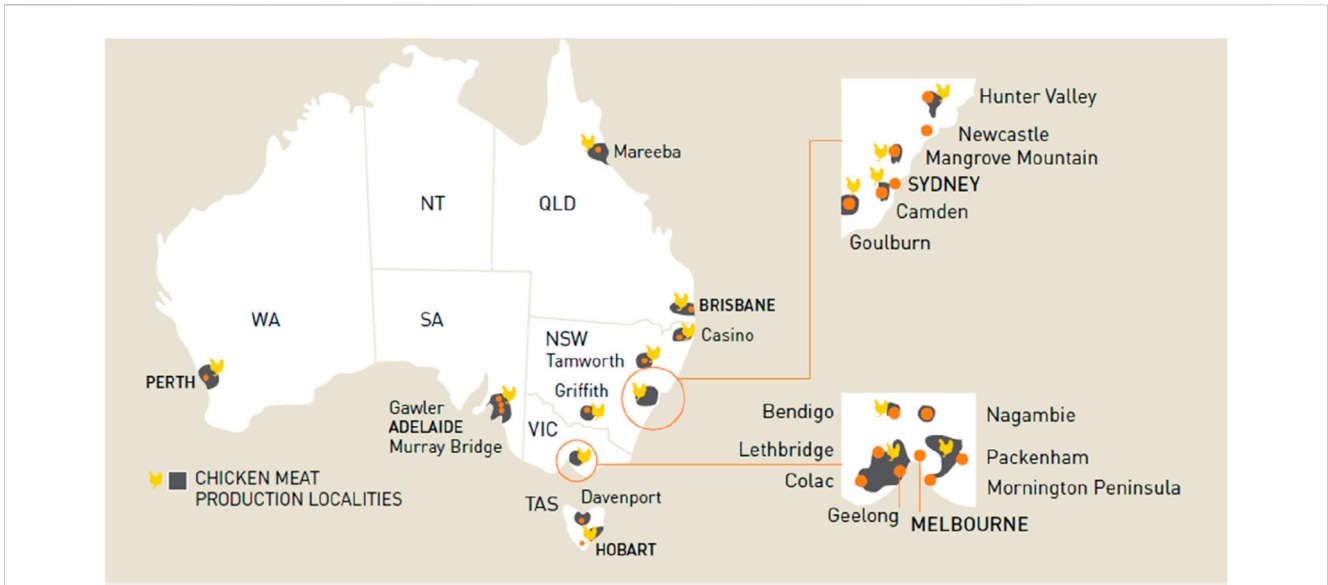 Hunter Valley
Newcastle
Mangrove Mountain
SYDNEY
Camden
Goulburn
Mareeba
NT
QLD
WA
SA
BRISBANE
Casino
NSW
Tamworth
Griffith
PERTH
Gawler
ADELAIDE
Murray Bridge
VIC
Bendigo
Nagambie
Lethbridge
Packenham
Colac
Mornington Peninsula
Geelong
MELBOURNE
CHICKEN MEAT
PRODUCTION LOCALITIES
TAS
Davenport
HOBART